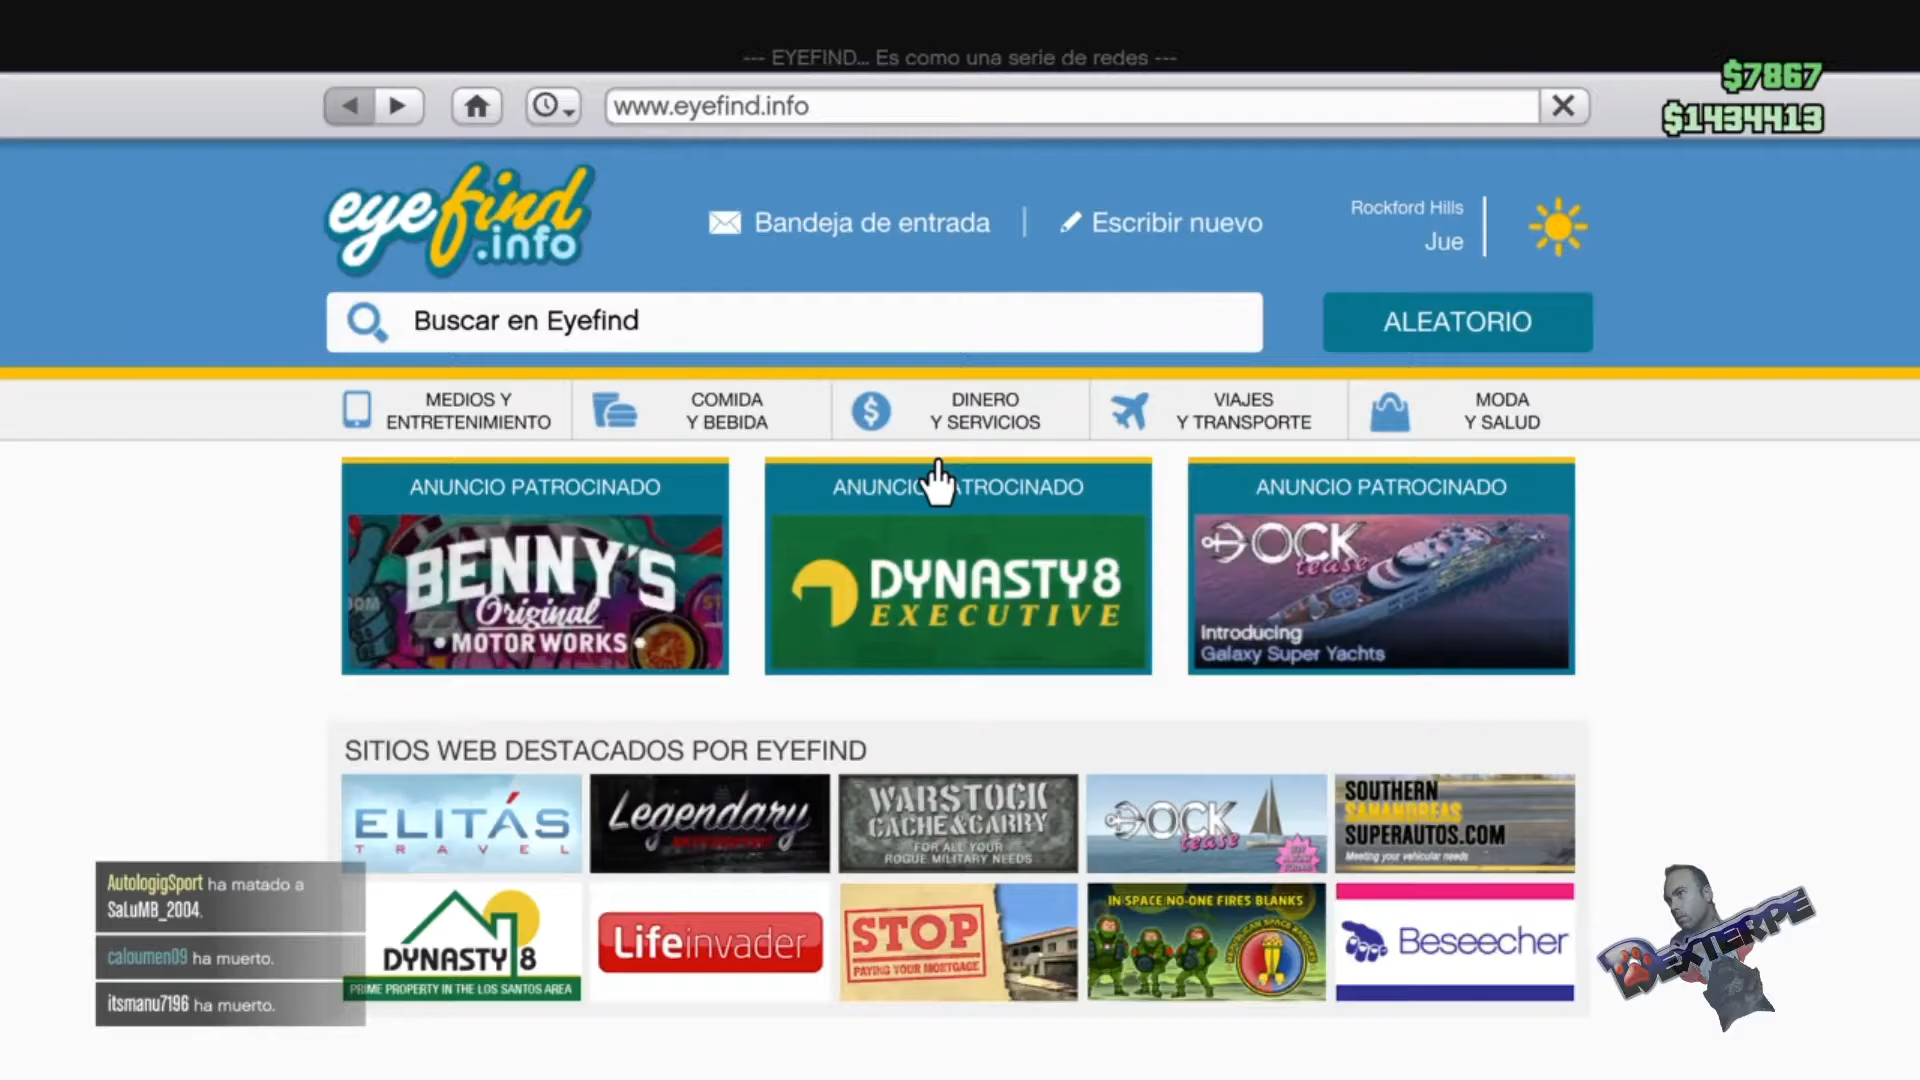 --- EYEFIND... Es como una serie de redes ---
$7867
www.eyefind.info
$1434413
eyefind
.info
Bandeja de entrada
Escribir nuevo
Rockford Hills
Jue
Buscar en Eyefind
ALEATORIO
MEDIOS Y
ENTRETENIMIENTO
COMIDA
Y BEBIDA
DINERO
Y SERVICIOS
VIAJES
Y TRANSPORTE
MODA
Y SALUD
ANUNCIO PATROCINADO
BENNY'S
Original
• MOTORWORKS •
ANUNCIO PATROCINADO
DYNASTY8
EXECUTIVE
ANUNCIO PATROCINADO
DOCK
tease
Introducing
Galaxy Super Yachts
SITIOS WEB DESTACADOS POR EYEFIND
ELITÁS
TRAVEL
Legendary
WARSTOCK
CACHE&CARRY
FOR ALL YOUR
ROGUE MILITARY NEEDS
DOCK
tease
SOUTHERN
SANANDREAS
SUPERAUTOS.COM
Meeting your vehicular needs
DYNASTY 8
PRIME PROPERTY IN THE LOS SANTOS AREA
Lifeinvader
STOP
PAYING YOUR MORTGAGE
IN SPACE NO-ONE FIRES BLANKS
REPUBLICAN SPACE RANGERS
Beseecher
AutologigSport ha matado a
SaLuMB_2004.
caloumen09 ha muerto.
itsmanu7196 ha muerto.
DEXTERPE